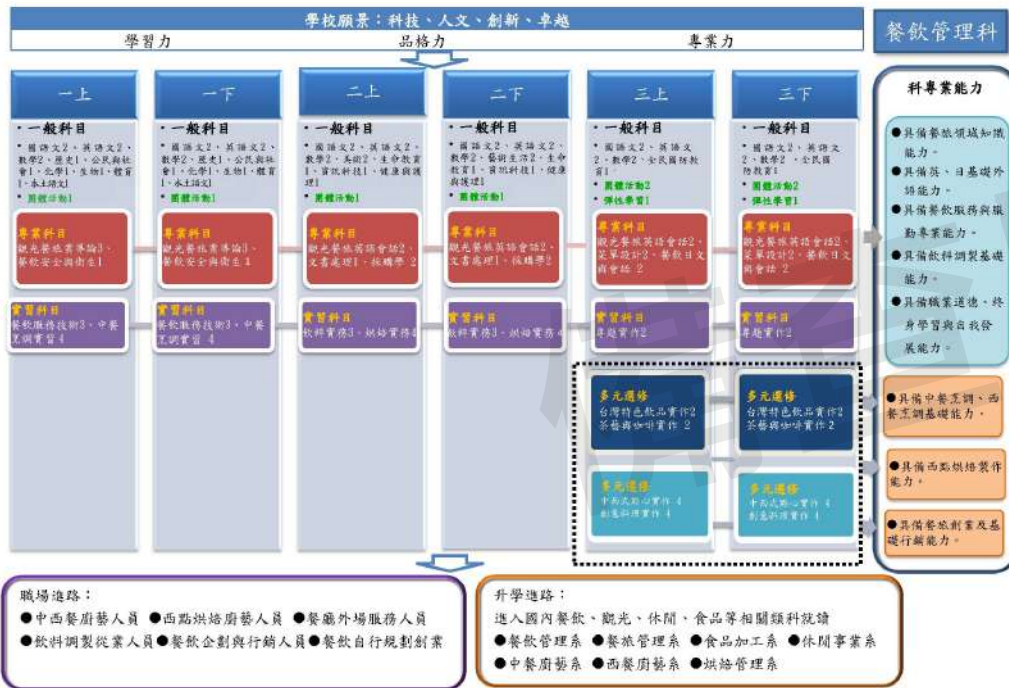 學校願景：科技、人文、創新、卓越
學習力 品格力 專業力
餐飲管理科
一上
・一般科目
• 國語文2、英語文2、
數學2、歷史1、公民與社
會1、化學1、生物1、體育
1、本土語文1
• 團體活動1
專業科目
觀光餐旅業導論3、
餐飲安全與衛生1
實習科目
餐飲服務技術3、中餐
烹調實習 4
一下
・一般科目
• 國語文2、英語文2、
數學2、歷史1、公民與社
會1、化學1、生物1、體育
1、本土語文1
• 團體活動1
專業科目
觀光餐旅業導論3、
餐飲安全與衛生 1
實習科目
餐飲服務技術3、中餐
烹調實習 4
二上
・一般科目
• 國語文2、英語文2、
數學2、美術2、生命教育
1、資訊科技1、健康與護
理1
• 團體活動1
專業科目
觀光餐旅英語會話2、
文書處理1、採購學 2
實習科目
飲料實務3、烘焙實務4
二下
・一般科目
• 國語文2、英語文2、
數學2、藝術生活2、生命
教育1、資訊科技1、健康
與護理1
• 團體活動1
專業科目
觀光餐旅英語會話2、
文書處理1、採購學2
實習科目
飲料實務3、烘焙實務4
三上
・一般科目
• 國語文2、英語文
2、數學2、全民國防教
育1
• 團體活動2
• 彈性學習1
專業科目
觀光餐旅英語會話2、
菜單設計2、餐飲日文
與會話 2
實習科目
專題實作2
多元選修
台灣特色飲品實作2
茶藝與咖啡實作 2
多元選修
中西式點心實作 4
創意料理實作 4
三下
・一般科目
• 國語文2、英語文
2、數學2、全民國
防教育1
• 團體活動2
• 彈性學習1
專業科目
觀光餐旅英語會話2、
菜單設計2、餐飲日文
與會話 2
實習科目
專題實作2
多元選修
台灣特色飲品實作2
茶藝與咖啡實作 2
多元選修
中西式點心實作 4
創意料理實作 4
科專業能力
●具備餐旅領域知識
能力。
●具備英、日基礎外
語能力。
●具備餐飲服務與服
勤專業能力。
●具備飲料調製基礎
能力。
●具備職業道德、終
身學習與自我發
展能力。
●具備中餐烹調、西
餐烹調基礎能力。
●具備西點烘焙製作
能力。
●具備餐旅創業及基
礎行銷能力。
職場進路：
●中西餐廚藝人員 ●西點烘焙廚藝人員 ●餐廳外場服務人員
●飲料調製從業人員●餐飲企劃與行銷人員●餐飲自行規劃創業
升學進路：
進入國內餐飲、觀光、休閒、食品等相關類科就讀
●餐飲管理系 ●餐旅管理系 ●食品加工系 ●休閒事業系
●中餐廚藝系 ●西餐廚藝系 ●烘焙管理系